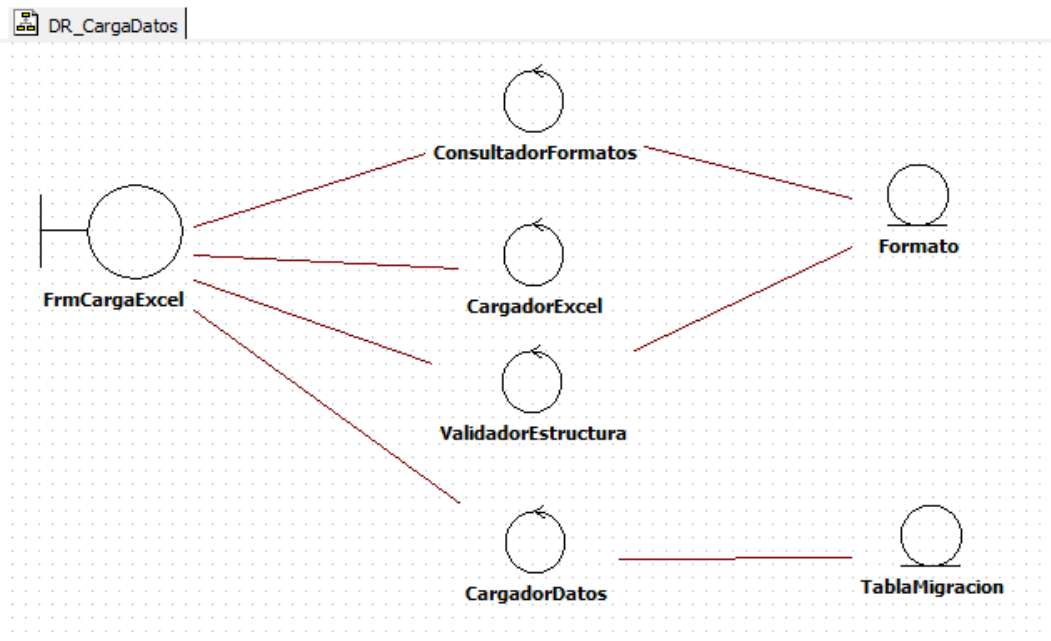 DR_CargaDatos
ConsultadorFormatos
Formato
FrmCargaExcel
CargadorExcel
ValidadorEstructura
CargadorDatos
TablaMigracion